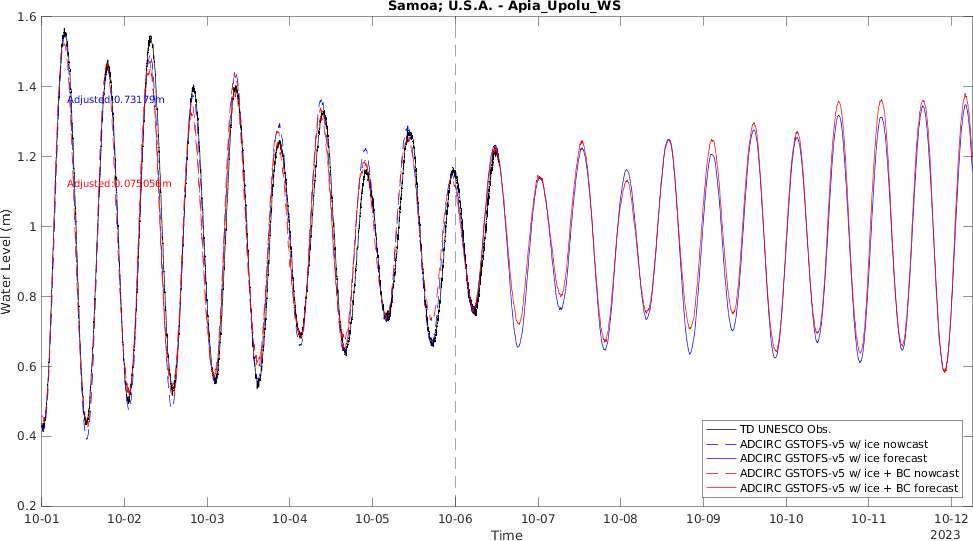 Samoa; U.S.A. - Apia_Upolu_WS
1.6
1.4
1.2
1
0.8
0.6
0.4
0.2
Water Level (m)
Adjusted:0.73179m
Adjusted:0.075056m
TD UNESCO Obs.
ADCIRC GSTOFS-v5 w/ ice nowcast
ADCIRC GSTOFS-v5 w/ ice forecast
ADCIRC GSTOFS-v5 w/ ice + BC nowcast
ADCIRC GSTOFS-v5 w/ ice + BC forecast
10-01 10-02 10-03 10-04 10-05 10-06 10-07 10-08 10-09 10-10 10-11 10-12
2023
Time